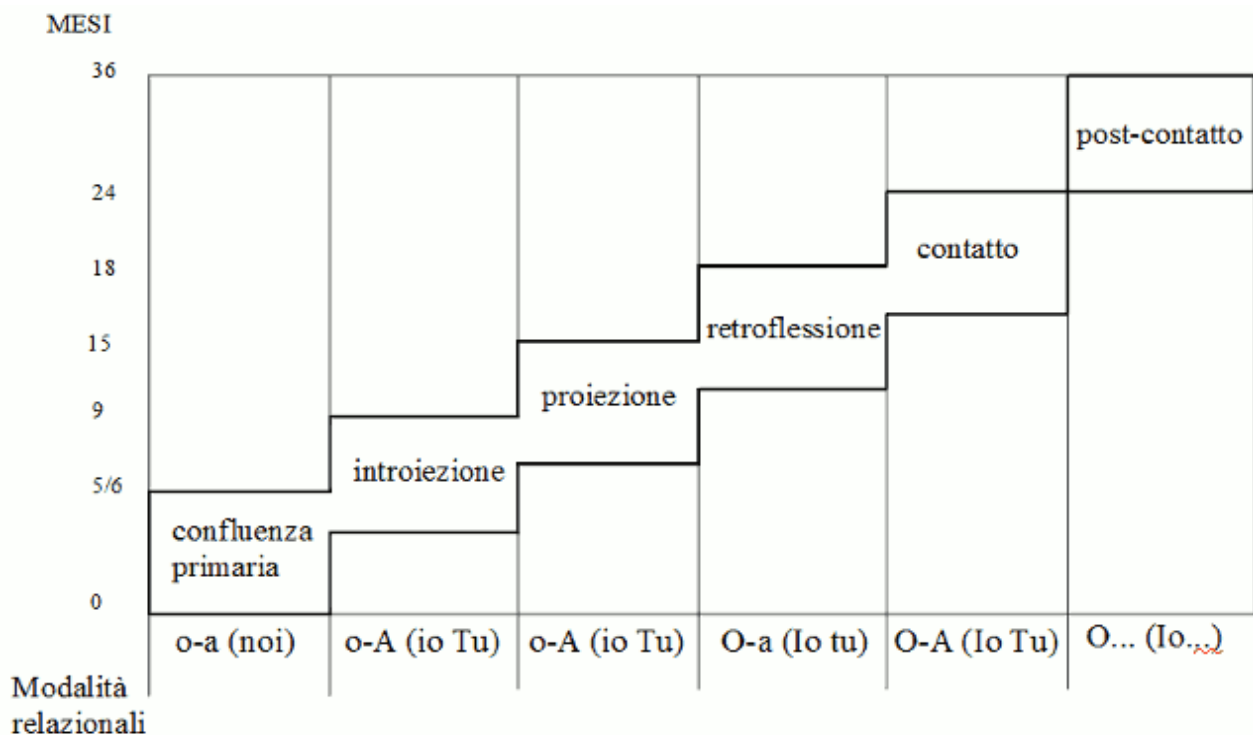 MESI
36
post-contatto
24
contatto
18
retroflessione
15
proiezione
9
introiezione
5/6
confluenza
primaria
0
o-a (noi) o-A (io Tu) o-A (io Tu) O-a (Io tu) O-A (Io Tu) O... (Io...)
Modalità
relazionali